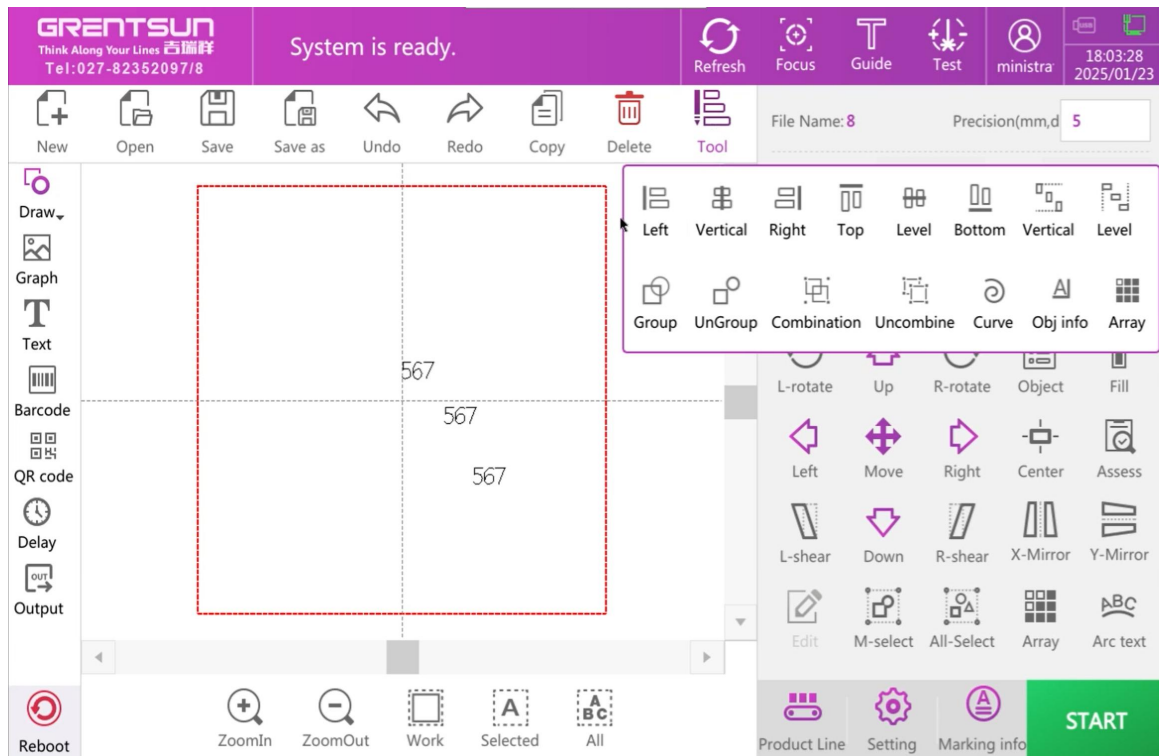 GRENTSUN
Think Along Your Lines 吉瑞群
Tel:027-82352097/8
System is ready.
Refresh Focus Guide Test ministra
USB
18:03:28
2025/01/23
New Open Save Save as Undo Redo Copy Delete Tool
File Name: 8 Precision(mm,d 5
Draw
Graph
Text
Barcode
QR code
Delay
OUT
Output
Reboot
Left Vertical Right Top Level Bottom Vertical Level
Group UnGroup Combination Uncombine Curve Obj info Array
567
567
567
L-rotate Up R-rotate Object Fill
Left Move Right Center Assess
L-shear Down R-shear X-Mirror Y-Mirror
ABC
Edit M-select All-Select Array Arc text
A
A
B C
ZoomIn ZoomOut Work Selected All
A
Product Line Setting Marking info START